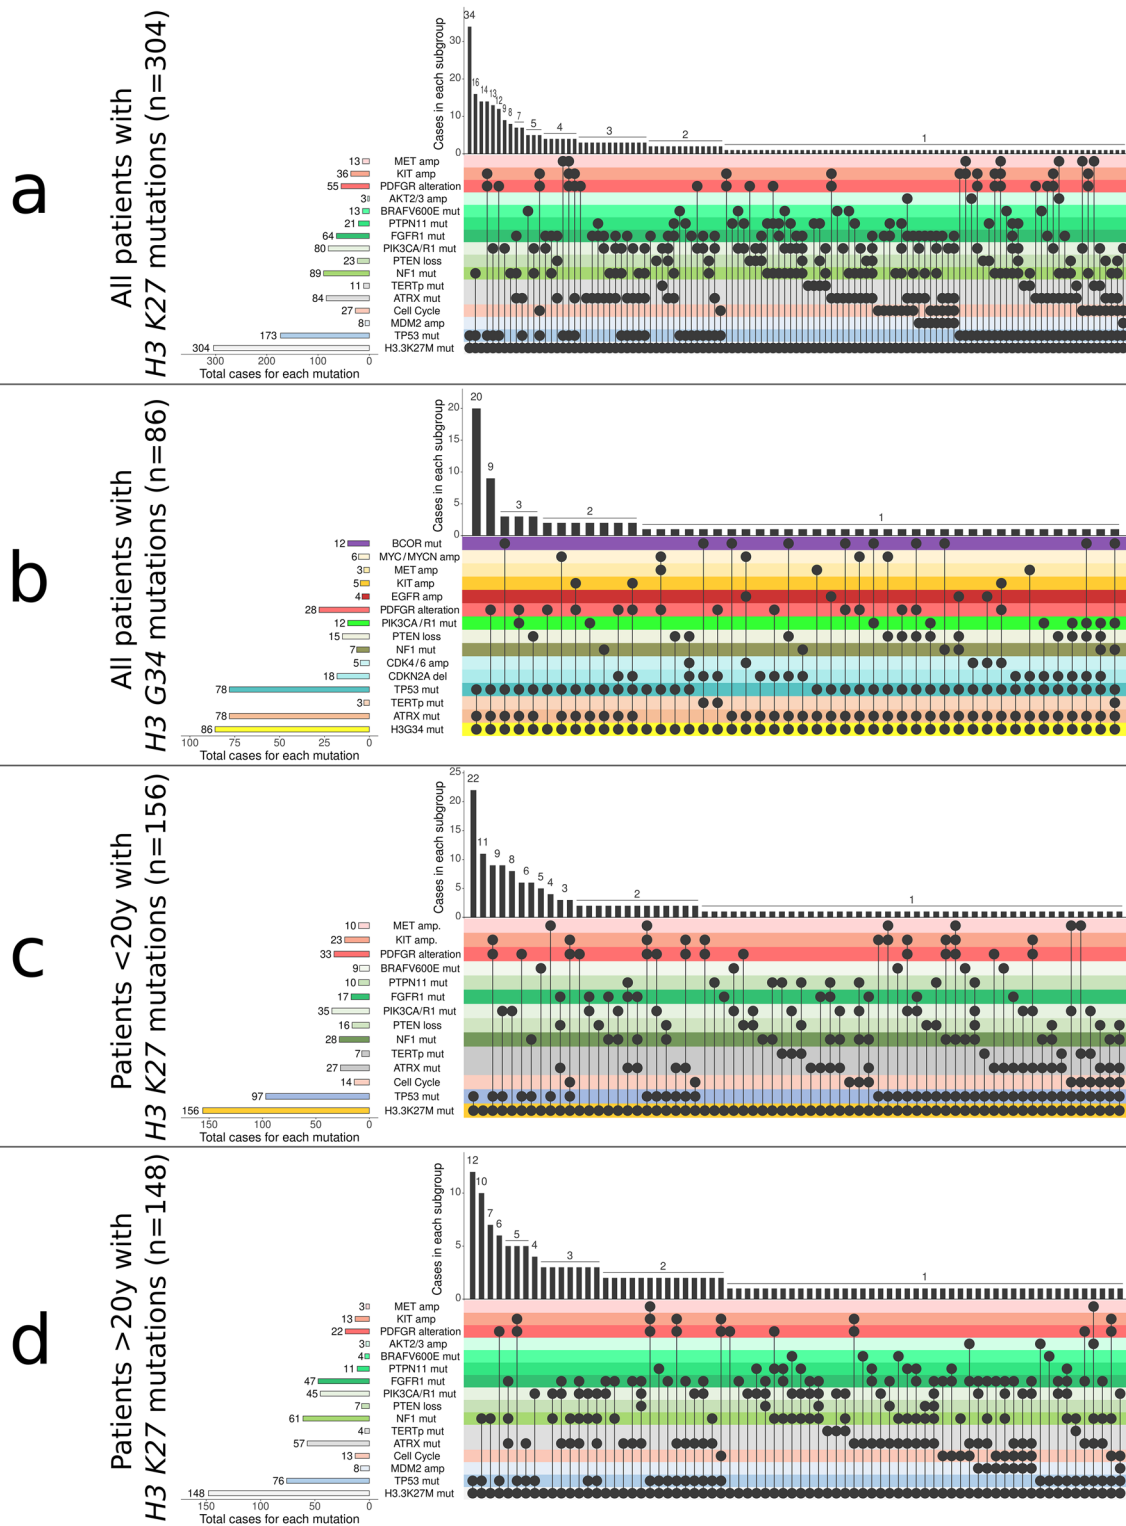 a
All patients with
H3 K27 mutations (n=304)
Cases in each subgroup
30
20
10
0
34
16
14
13
12
9
8
7
5
4
3
2
1
13 MET amp
36 KIT amp
55 PDFGR alteration
3 AKT2/3 amp
13 BRAFV600E mut
21 PTPN11 mut
64 FGFR1 mut
80 PIK3CA/R1 mut
23 PTEN loss
89 NF1 mut
11 TERTp mut
84 ATRX mut
27 Cell Cycle
8 MDM2 amp
173 TP53 mut
304 H3.3K27M mut
300 200 100 0
Total cases for each mutation
b
All patients with
H3 G34 mutations (n=86)
Cases in each subgroup
20
15
10
5
0
20
9
3
2
1
12 BCOR mut
6 MYC/MYCN amp
3 MET amp
5 KIT amp
4 EGFR amp
28 PDFGR alteration
12 PIK3CA /R1 mut
15 PTEN loss
7 NF1 mut
5 CDK4/6 amp
18 CDKN2A del
78 TP53 mut
3 TERTp mut
78 ATRX mut
86 H3G34 mut
100 75 50 25 0
Total cases for each mutation
c
Patients <20y with
H3 K27 mutations (n=156)
Cases in each subgroup
25
20
15
10
5
0
22
11
9
8
6
5
4
3
2
1
10 MET amp.
23 KIT amp.
33 PDFGR alteration
9 BRAFV600E mut
10 PTPN11 mut
17 FGFR1 mut
35 PIK3CA/R1 mut
16 PTEN loss
28 NF1 mut
7 TERTp mut
27 ATRX mut
14 Cell Cycle
97 TP53 mut
156 H3.3K27M mut
150 100 50 0
Total cases for each mutation
d
Patients >20y with
H3 K27 mutations (n=148)
Cases in each subgroup
10
5
0
12
10
7
6
5
4
3
2
1
3 MET amp
13 KIT amp
22 PDFGR alteration
3 AKT2/3 amp
4 BRAFV600E mut
11 PTPN11 mut
47 FGFR1 mut
45 PIK3CA/R1 mut
7 PTEN loss
61 NF1 mut
4 TERTp mut
57 ATRX mut
13 Cell Cycle
8 MDM2 amp
76 TP53 mut
148 H3.3K27M mut
150 100 50 0
Total cases for each mutation